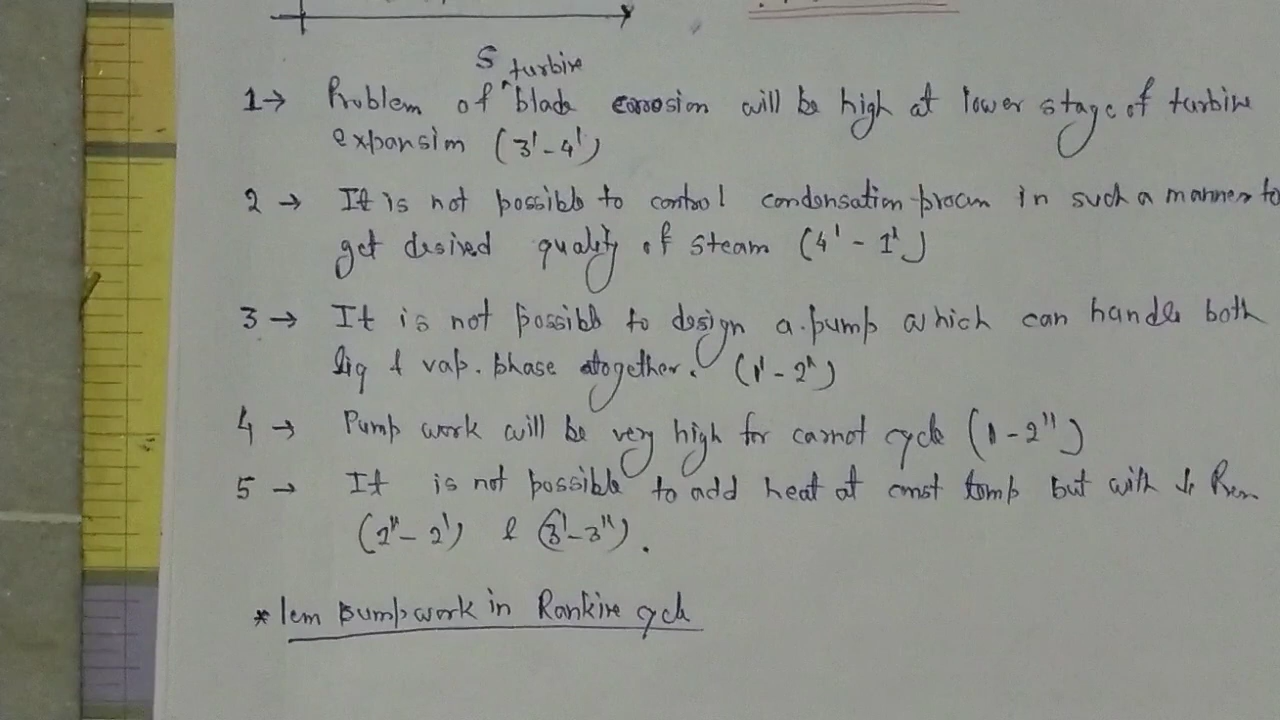 S
1→ Problem of turbine blade corrosion will be high at lower stage of turbine
expansion (3' - 4')
2 → It is not possible to control condensation process in such a manner to
get desired quality of steam (4' - 1')
3 → It is not possible to design a pump which can handle both
liq & vap. phase altogether. (1' - 2")
4 → Pump work will be very high for carnot cycle (1 - 2")
5 → It is not possible to add heat at const temp but with ↓ Pres.
(2" - 2') & (3' - 3").
* less pump work in Rankine cycle